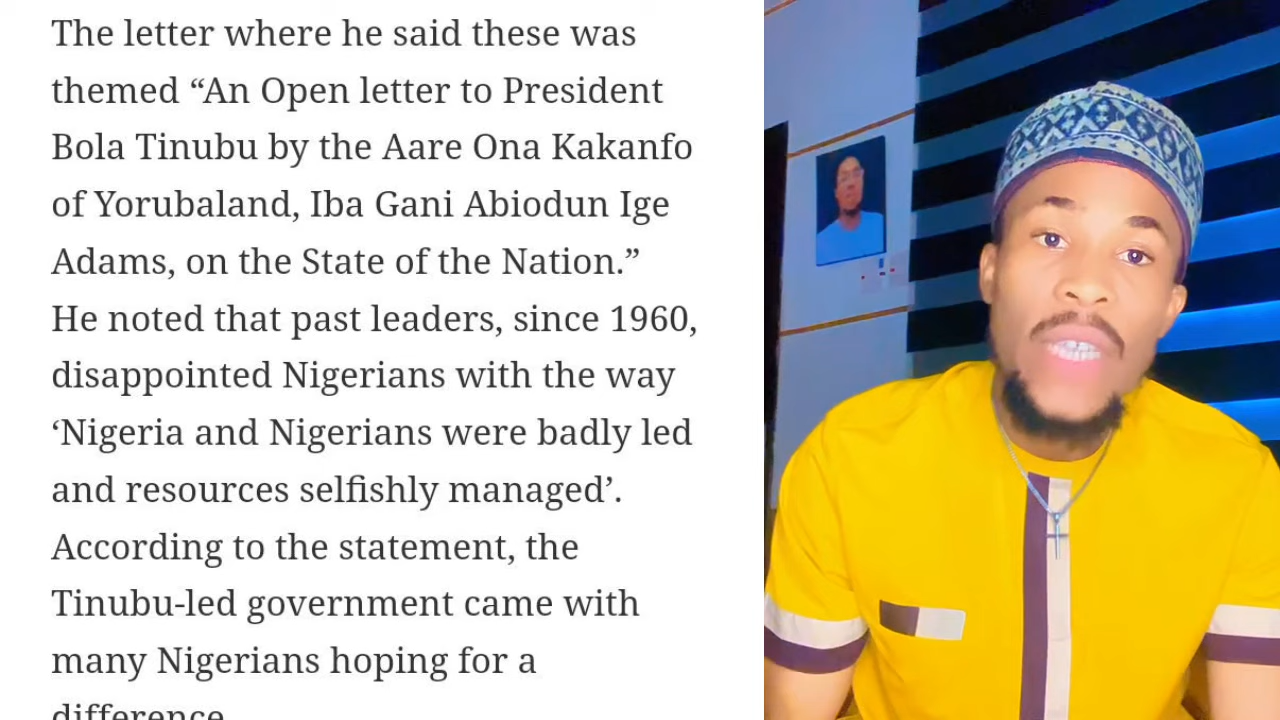 The letter where he said these was
themed “An Open letter to President
Bola Tinubu by the Aare Ona Kakanfo
of Yorubaland, Iba Gani Abiodun Ige
Adams, on the State of the Nation.”
He noted that past leaders, since 1960,
disappointed Nigerians with the way
‘Nigeria and Nigerians were badly led
and resources selfishly managed’.
According to the statement, the
Tinubu-led government came with
many Nigerians hoping for a
difference